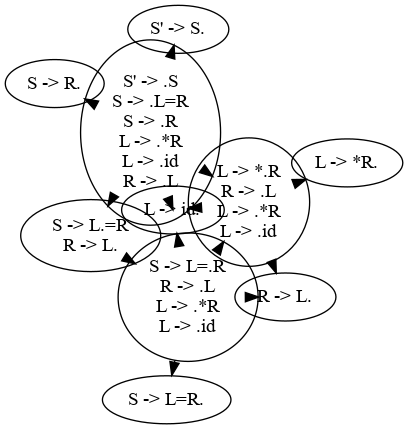 S' -> S.
S -> R.
S' -> .S
S -> .L=R
S -> .R
L -> .*R
L -> .id
R -> .L
L -> *.R
R -> .L
L -> .*R
L -> .id
L -> *R.
L -> id.
S -> L.=R
R -> L.
S -> L=.R
R -> .L
L -> .*R
L -> .id
R -> L.
S -> L=R.